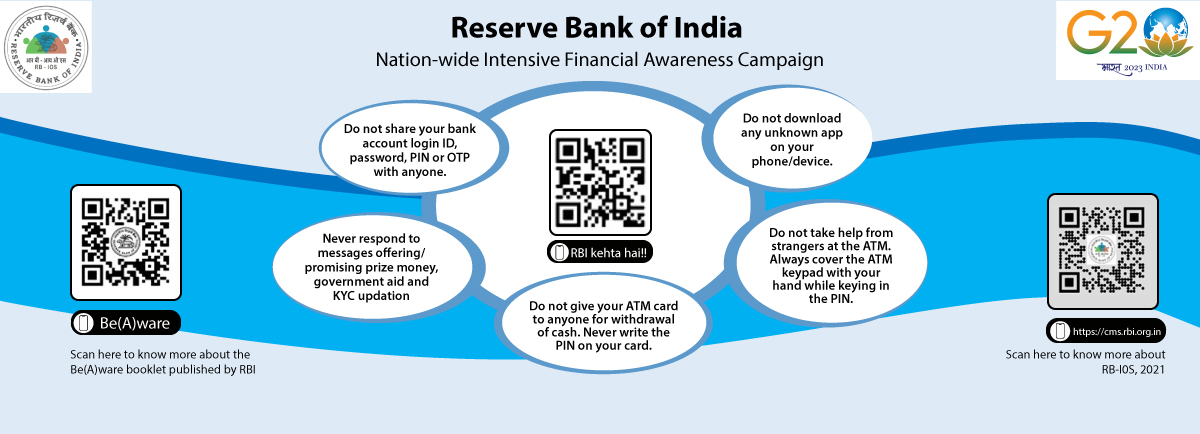 Reserve Bank of India
Nation-wide Intensive Financial Awareness Campaign
भारतीय रिज़र्व बैंक
आर बी - आय ओ एस
RB - IOS
RESERVE BANK OF INDIA
G20
भारत 2023 INDIA
Do not share your bank
account login ID,
password, PIN or OTP
with anyone.
Do not download
any unknown app
on your
phone/device.
RBI kehta hai!!
Never respond to
messages offering/
promising prize money,
government aid and
KYC updation
Do not take help from
strangers at the ATM.
Always cover the ATM
keypad with your
hand while keying in
the PIN.
Do not give your ATM card
to anyone for withdrawal
of cash. Never write the
PIN on your card.
Be(A)ware
Scan here to know more about the
Be(A)ware booklet published by RBI
https://cms.rbi.org.in
Scan here to know more about
RB-I0S, 2021